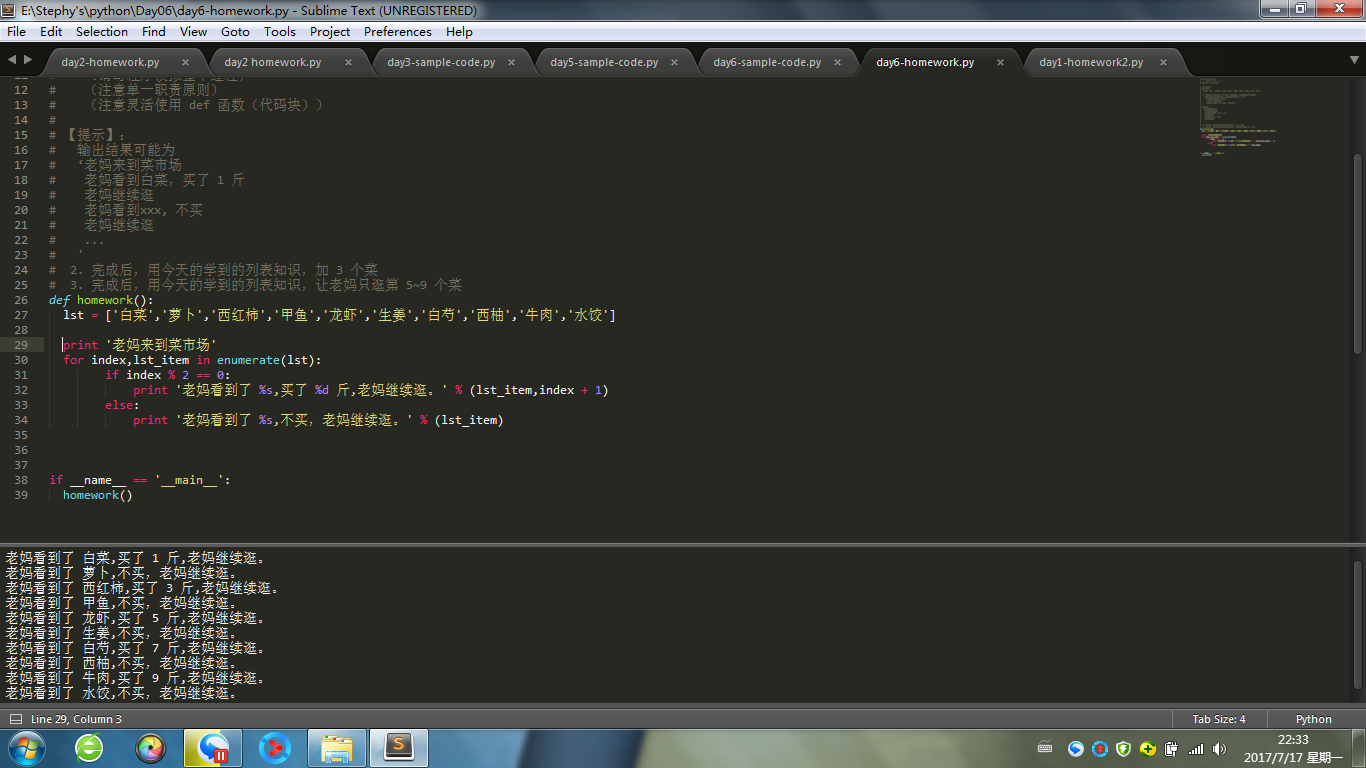 E:\Stephy's\python\Day06\day6-homework.py - Sublime Text (UNREGISTERED)
File Edit Selection Find View Goto Tools Project Preferences Help
day2-homework.py × day2 homework.py × day3-sample-code.py × day5-sample-code.py × day6-sample-code.py × day6-homework.py × day1-homework2.py ×
12 # （注意单一职责原则）
13 # （注意灵活使用 def 函数（代码块））
14 #
15 # 【提示】：
16 # 输出结果可能为
17 # ‘老妈来到菜市场
18 # 老妈看到白菜，买了 1 斤
19 # 老妈继续逛
20 # 老妈看到xxx, 不买
21 # 老妈继续逛
22 # ...
23 # '
24 # 2. 完成后，用今天的学到的列表知识，加 3 个菜
25 # 3. 完成后，用今天的学到的列表知识，让老妈只逛第 5~9 个菜
26 def homework():
27 lst = ['白菜','萝卜','西红柿','甲鱼','龙虾','生姜','白芍','西柚','牛肉','水饺']
28
29 print '老妈来到菜市场'
30 for index,lst_item in enumerate(lst):
31 if index % 2 == 0:
32 print '老妈看到了 %s,买了 %d 斤,老妈继续逛。' % (lst_item,index + 1)
33 else:
34 print '老妈看到了 %s,不买，老妈继续逛。' % (lst_item)
35
36
37
38 if __name__ == '__main__':
39 homework()
老妈看到了 白菜,买了 1 斤,老妈继续逛。
老妈看到了 萝卜,不买，老妈继续逛。
老妈看到了 西红柿,买了 3 斤,老妈继续逛。
老妈看到了 甲鱼,不买，老妈继续逛。
老妈看到了 龙虾,买了 5 斤,老妈继续逛。
老妈看到了 生姜,不买，老妈继续逛。
老妈看到了 白芍,买了 7 斤,老妈继续逛。
老妈看到了 西柚,不买，老妈继续逛。
老妈看到了 牛肉,买了 9 斤,老妈继续逛。
老妈看到了 水饺,不买，老妈继续逛。
Line 29, Column 3 Tab Size: 4 Python
22:33
2017/7/17 星期一